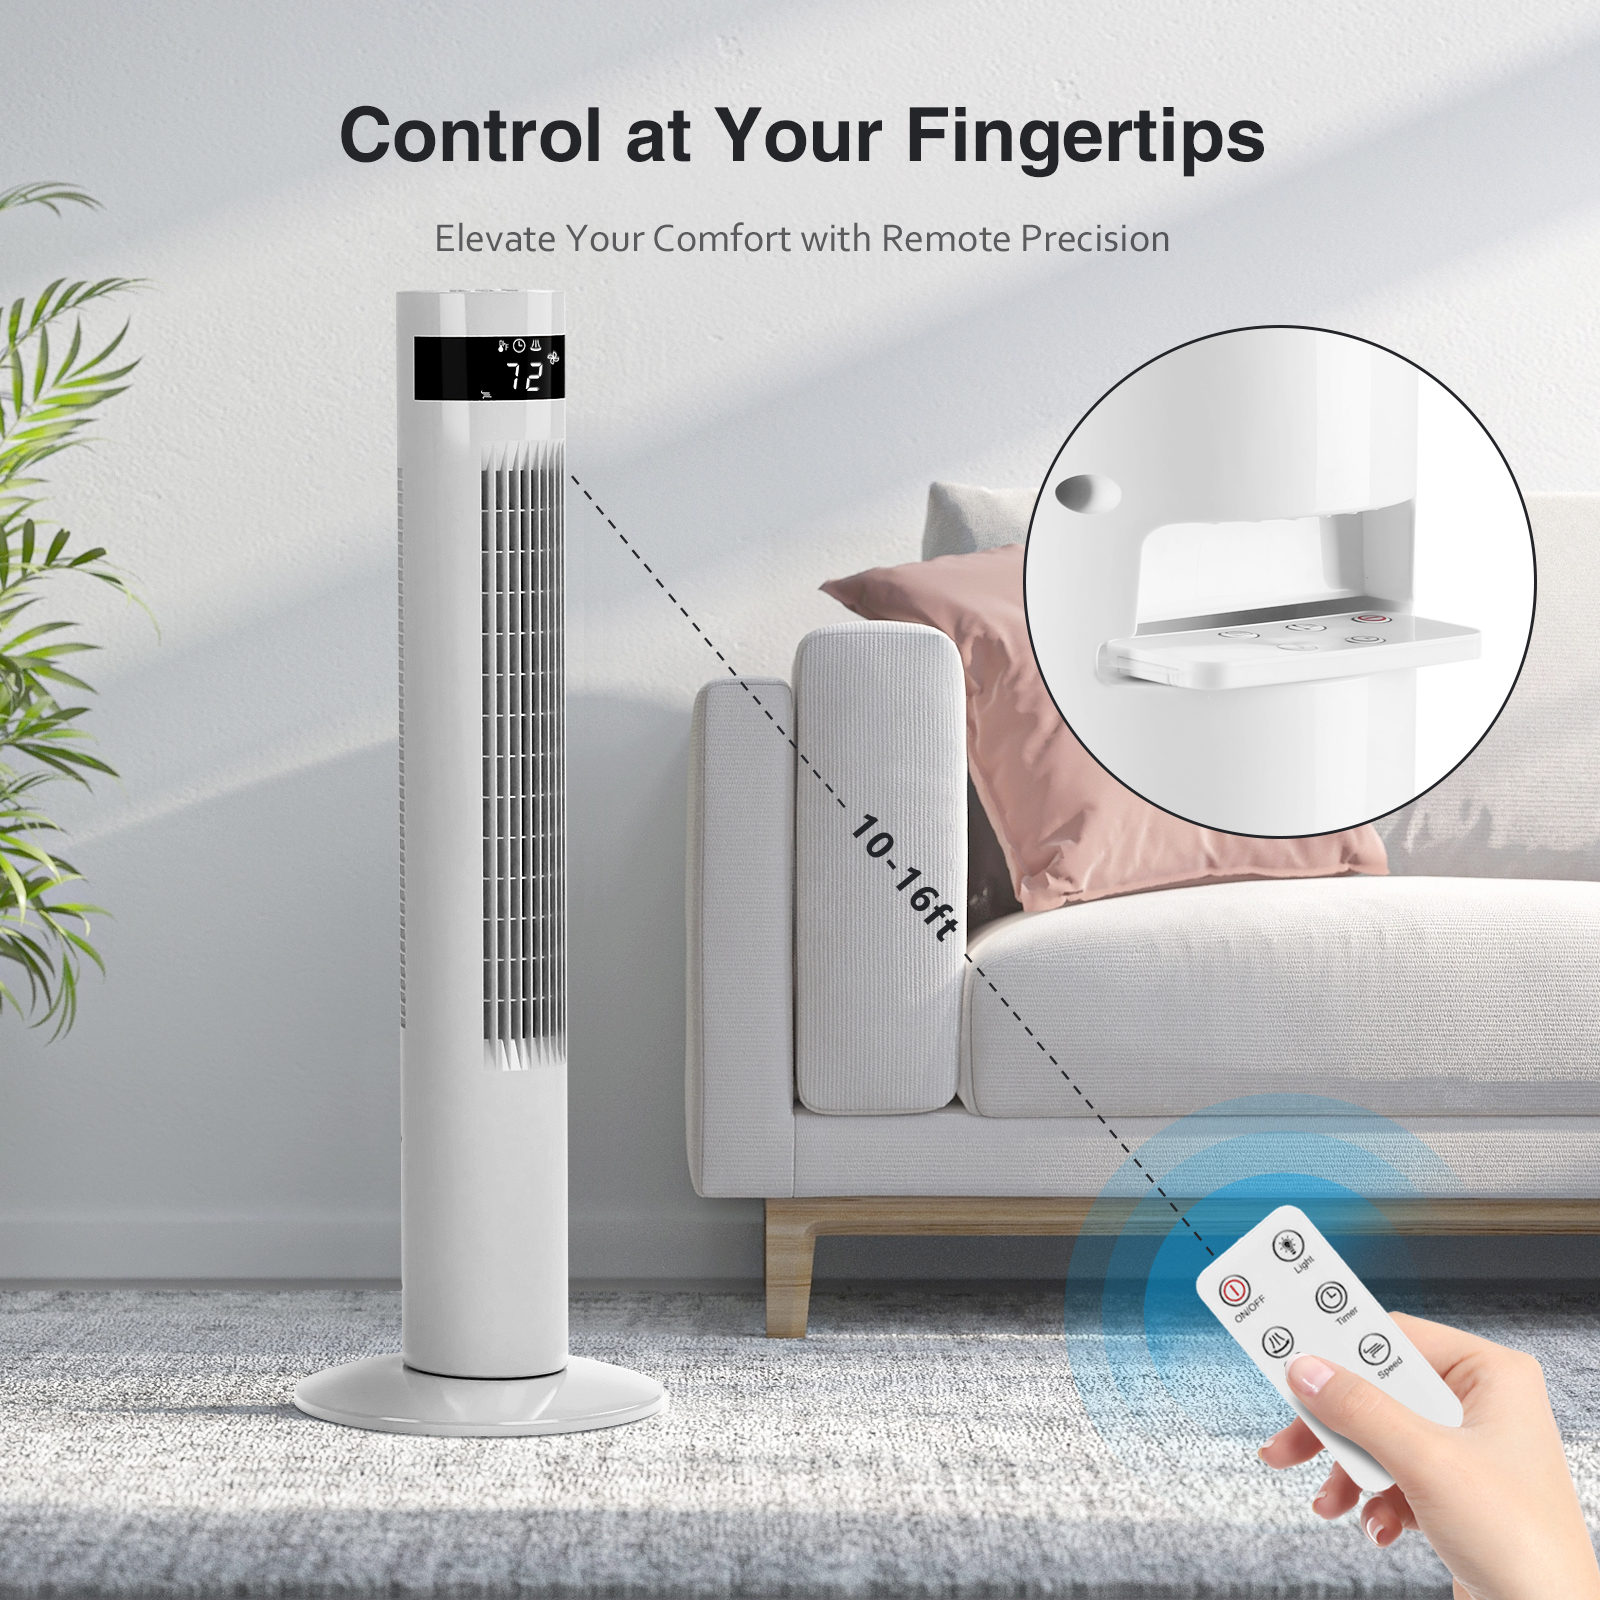 Control at Your Fingertips
Elevate Your Comfort with Remote Precision
°F
72
10-16ft
Light
ON/OFF
Timer
Speed